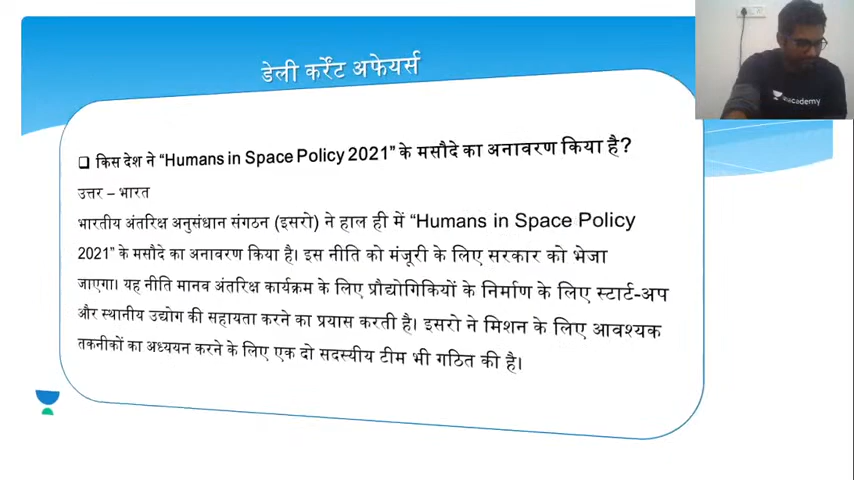 डेली करेंट अफेयर्स
❑ किस देश ने “Humans in Space Policy 2021” के मसौदे का अनावरण किया है?
उत्तर – भारत
भारतीय अंतरिक्ष अनुसंधान संगठन (इसरो) ने हाल ही में “Humans in Space Policy
2021” के मसौदे का अनावरण किया है। इस नीति को मंजूरी के लिए सरकार को भेजा
जाएगा। यह नीति मानव अंतरिक्ष कार्यक्रम के लिए प्रौद्योगिकियों के निर्माण के लिए स्टार्ट-अप
और स्थानीय उद्योग की सहायता करने का प्रयास करती है। इसरो ने मिशन के लिए आवश्यक
तकनीकों का अध्ययन करने के लिए एक दो सदस्यीय टीम भी गठित की है।
unacademy